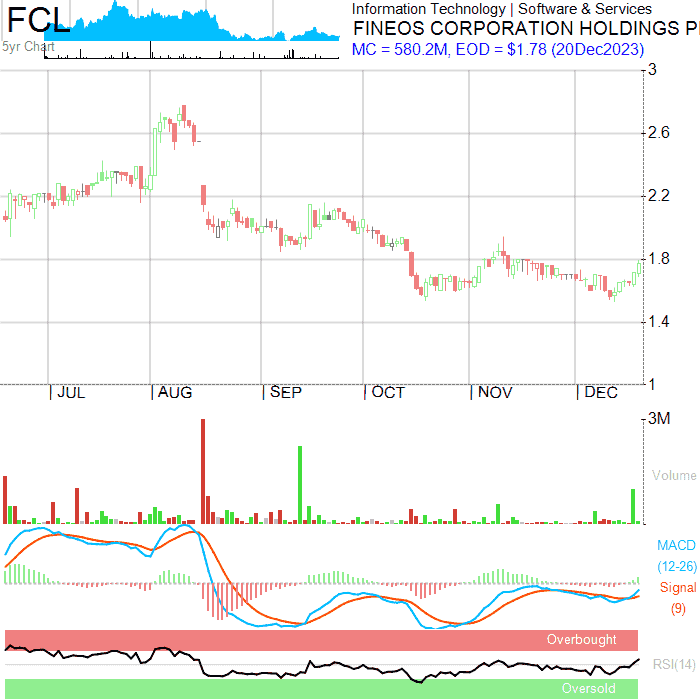 FCL
5yr Chart
Information Technology | Software & Services
FINEOS CORPORATION HOLDINGS
MC = 580.2M, EOD = $1.78 (20Dec2023)
3
2.6
2.2
1.8
1.4
1
JUL AUG SEP OCT NOV DEC
3M
Volume
MACD
(12-26)
Signal
(9)
Overbought
RSI(14)
Oversold